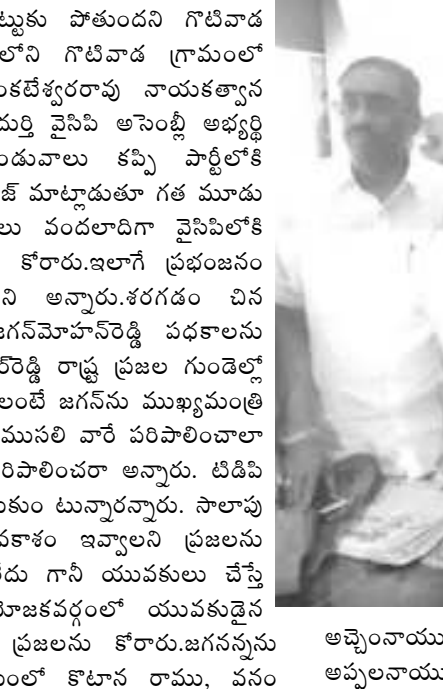 ట్టుకు పోతుందని గొటివాడ
లోని గొటివాడ గ్రామంలో
ంకటేశ్వరరావు నాయకత్వాన
దుర్తి వైసిపి అసెంబ్లీ అభ్యర్థి
ండువాలు కప్పి పార్టీలోకి
జ్ మాట్లాడుతూ గత మూడు
లు వందలాదిగా వైసిపిలోకి
కోరారు.ఇలాగే ప్రభంజనం
ని అన్నారు.శరగడం చిన
జగన్‌మోహన్‌రెడ్డి పధకాలను
ర్‌రెడ్డి రాష్ట్ర ప్రజల గుండెల్లో
లంటే జగన్‌ను ముఖ్యమంత్రి
ముసలి వారే పరిపాలించాలా
రిపాలించరా అన్నారు. టిడిపి
కుకుం టున్నారన్నారు. సాలాపు
వకాశం ఇవ్వాలని ప్రజలను
లేదు గానీ యువకులు చేస్తే
యోజకవర్గంలో యువకుడైన
ప్రజలను కోరారు.జగనన్నను
ంలో కొటాన రాము, వనం
అచ్చెంనాయు
అప్పలనాయు